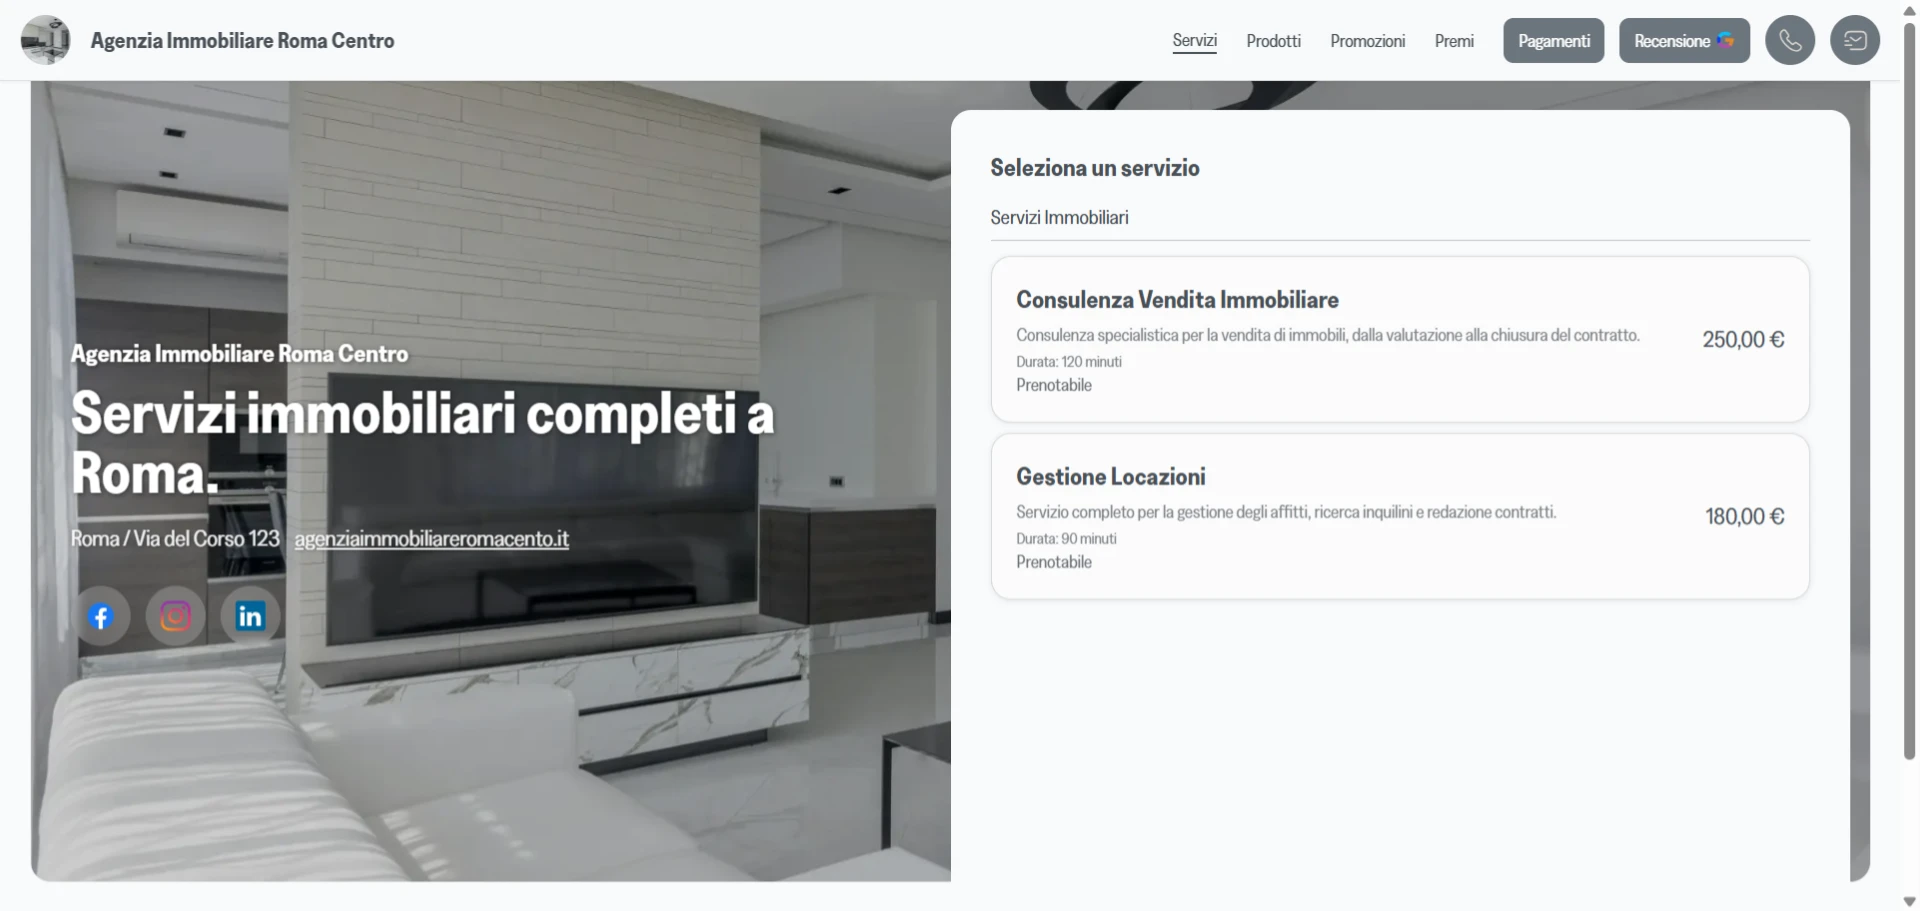 Agenzia Immobiliare Roma Centro
Servizi
Prodotti
Promozioni
Premi
Pagamenti
Recensione
Agenzia Immobiliare Roma Centro
Servizi immobiliari completi a
Roma.
Roma / Via del Corso 123 agenziaimmobiliareromacento.it
Seleziona un servizio
Servizi Immobiliari
Consulenza Vendita Immobiliare
Consulenza specialistica per la vendita di immobili, dalla valutazione alla chiusura del contratto.
250,00 €
Durata: 120 minuti
Prenotabile
Gestione Locazioni
Servizio completo per la gestione degli affitti, ricerca inquilini e redazione contratti.
180,00 €
Durata: 90 minuti
Prenotabile